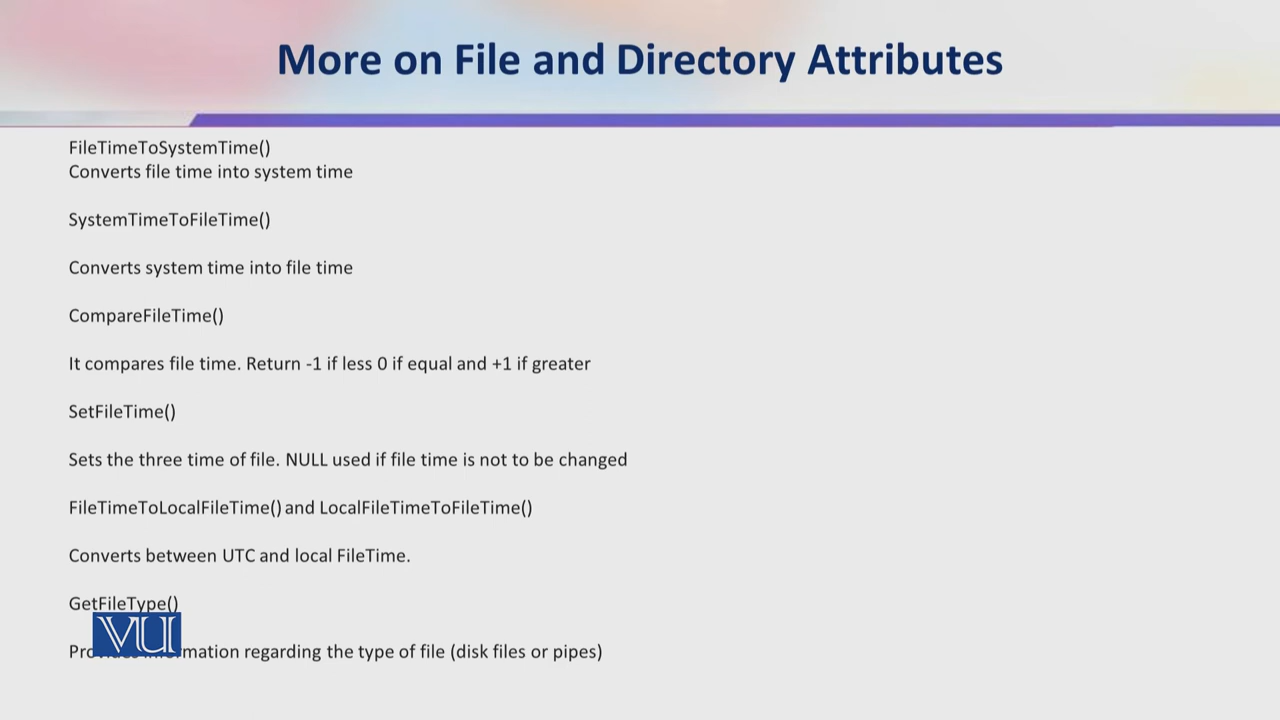 More on File and Directory Attributes
FileTimeToSystemTime()
Converts file time into system time
SystemTimeToFileTime()
Converts system time into file time
CompareFileTime()
It compares file time. Return -1 if less 0 if equal and +1 if greater
SetFileTime()
Sets the three time of file. NULL used if file time is not to be changed
FileTimeToLocalFileTime() and LocalFileTimeToFileTime()
Converts between UTC and local FileTime.
GetFileType()
VU
Provides information regarding the type of file (disk files or pipes)